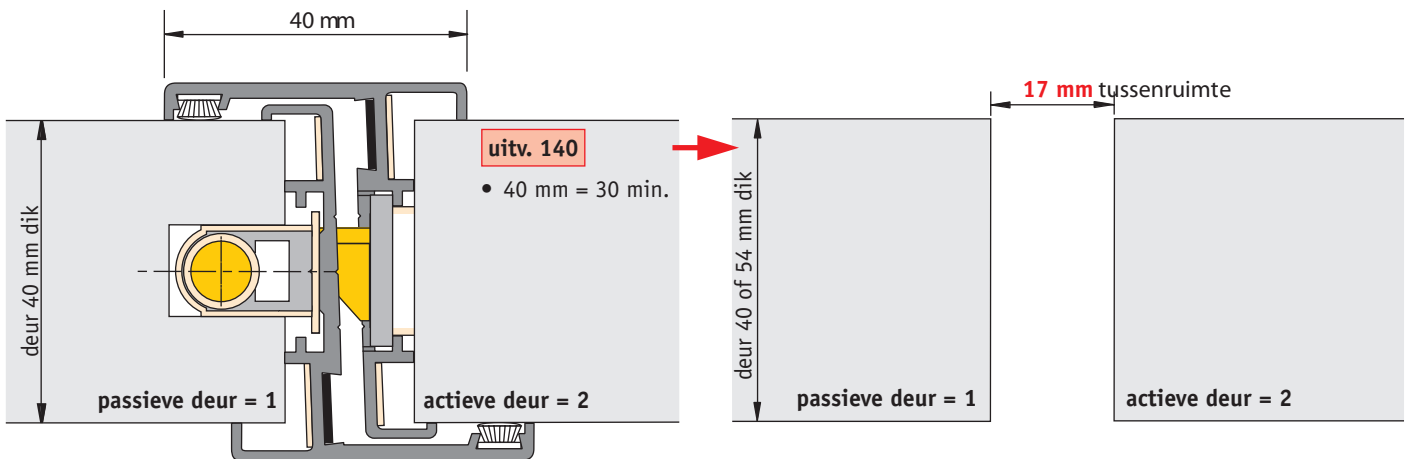 40 mm
17 mm tussenruimte
uitv. 140
• 40 mm = 30 min.
deur 40 mm dik
deur 40 of 54 mm dik
passieve deur = 1
actieve deur = 2
passieve deur = 1
actieve deur = 2